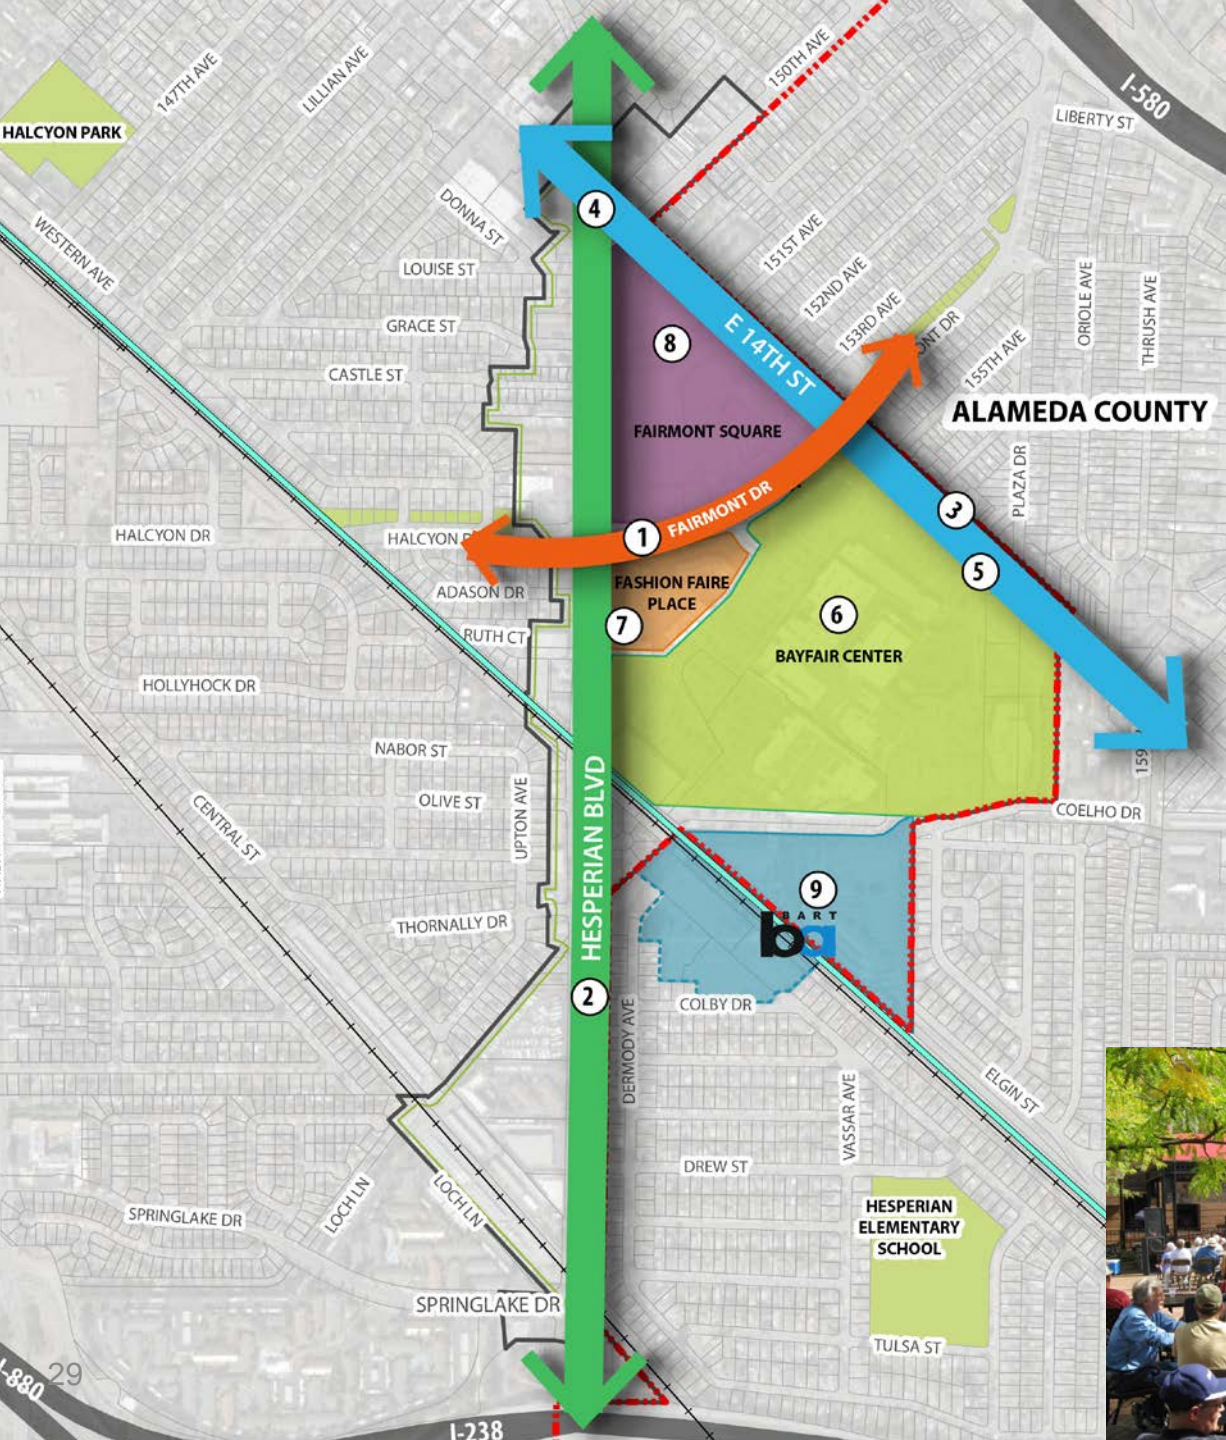 I-580
150TH AVE
147TH AVE
LILLIAN AVE
LIBERTY ST
HALCYON PARK
4
DONNA ST
WESTERN AVE
151ST AVE
LOUISE ST
152ND AVE
ORIOLE AVE
THRUSH AVE
153RD AVE
GRACE ST
8
E 14TH ST
ONT DR
155TH AVE
CASTLE ST
ALAMEDA COUNTY
FAIRMONT SQUARE
PLAZA DR
3
FAIRMONT DR
HALCYON DR
HALCYON D
1
5
FASHION FAIRE
PLACE
ADASON DR
7
6
RUTH CT
BAYFAIR CENTER
HOLLYHOCK DR
NABOR ST
159
OLIVE ST
UPTON AVE
HESPERIAN BLVD
COELHO DR
CENTRAL ST
9
BART
ba
THORNALLY DR
2
COLBY DR
DERMODY AVE
ELGIN ST
VASSAR AVE
DREW ST
LOCH LN
LOCH LN
HESPERIAN
ELEMENTARY
SCHOOL
SPRINGLAKE DR
SPRINGLAKE DR
TULSA ST
29
I-880
I-238